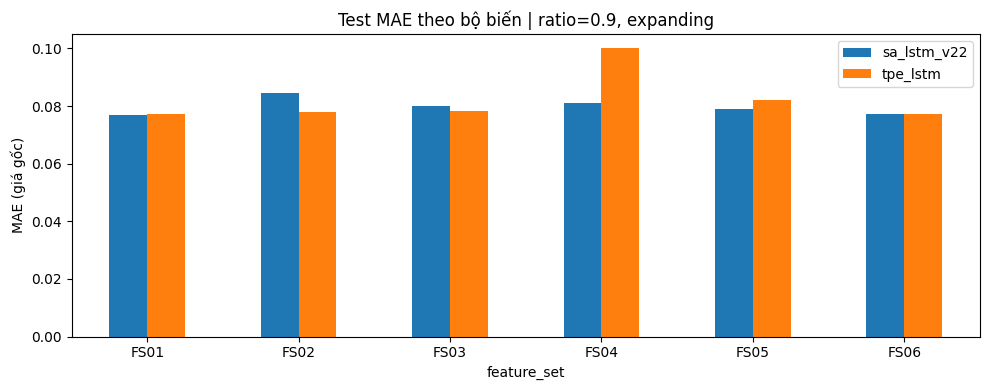 Test MAE theo bộ biến | ratio=0.9, expanding
sa_lstm_v22
tpe_lstm
MAE (giá gốc)
0.10
0.08
0.06
0.04
0.02
0.00
FS01 FS02 FS03 FS04 FS05 FS06
feature_set